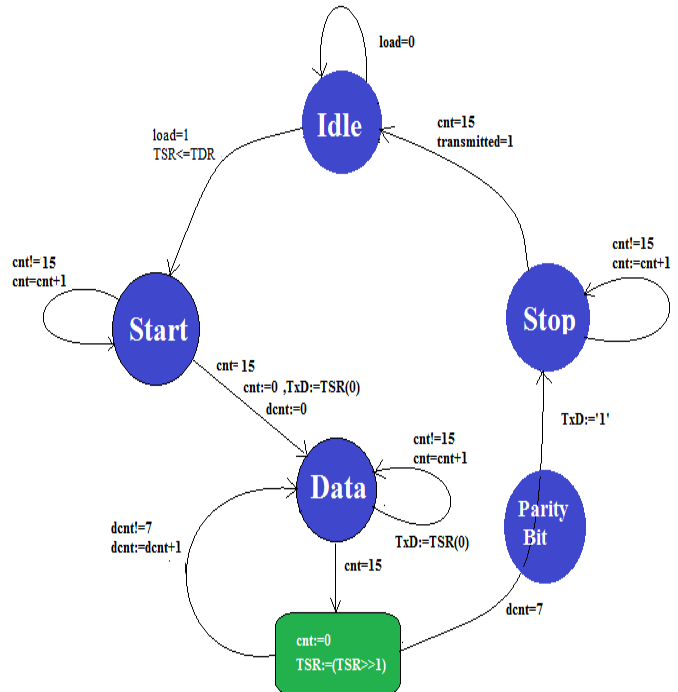 load=0
Idle
cnt=15
transmitted=1
load=1
TSR<=TDR
cnt!=15
cnt=cnt+1
Start
cnt!=15
cnt:=cnt+1
Stop
cnt=15
cnt:=0 ,TxD:=TSR(0)
dcnt:=0
TxD:='1'
cnt!=15
cnt=cnt+1
Data
TxD:=TSR(0)
Parity
Bit
dcnt!=7
dcnt:=dcnt+1
cnt=15
dcnt=7
cnt:=0
TSR:=(TSR>>1)